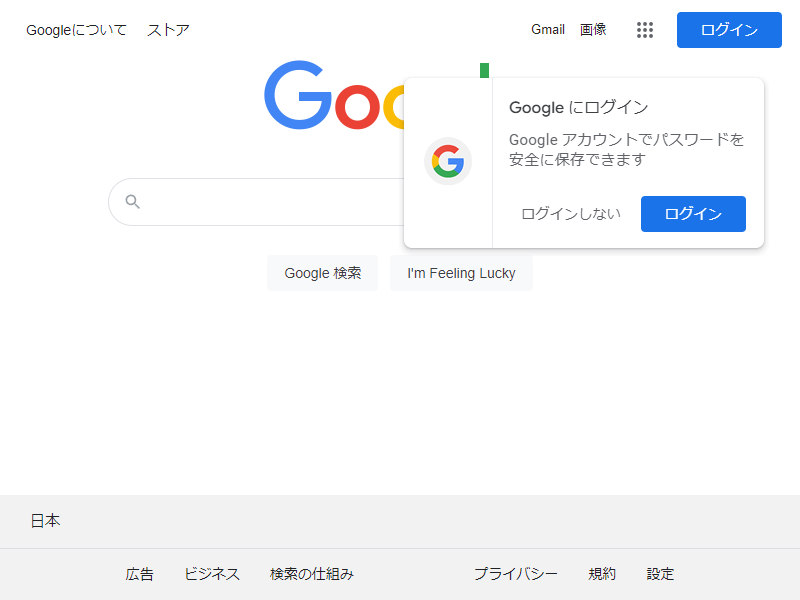 Googleについて ストア Gmail 画像 ログイン
Google にログイン
Google アカウントでパスワードを
安全に保存できます
ログインしない ログイン
Google 検索 I'm Feeling Lucky
日本
広告 ビジネス 検索の仕組み プライバシー 規約 設定